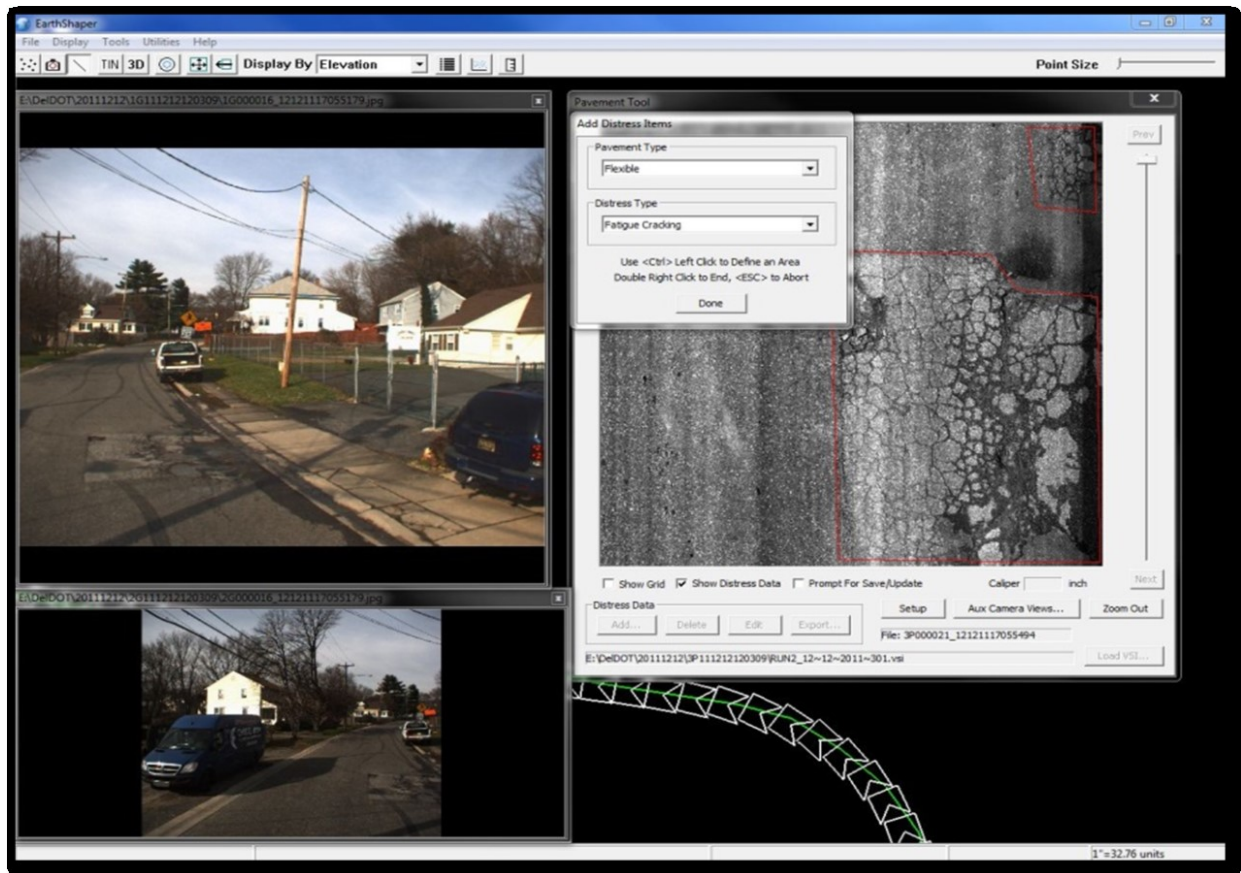 EarthShaper
File Display Tools Utilities Help
TIN 3D Display By Elevation Point Size
E:\DelDOT\20111212\1G111212120309\1G000016_12121117055179.jpg
Pavement Tool
Add Distress Items
Pavement Type
Flexible
Distress Type
Fatigue Cracking
Use <Ctrl> Left Click to Define an Area
Double Right Click to End, <ESC> to Abort
Done
Prev
Next
Show Grid Show Distress Data Prompt For Save/Update Caliper inch
Distress Data
Add... Delete Edit Export...
Setup Aux Camera Views... Zoom Out
File: 3P000021_12121117055494
E:\DelDOT\20111212\3P111212120309\RUN2_12~12~2011~301.vsi
Load VSI...
E:\DelDOT\20111212\2G111212120309\2G000016_12121117055179.jpg
1"=32.76 units